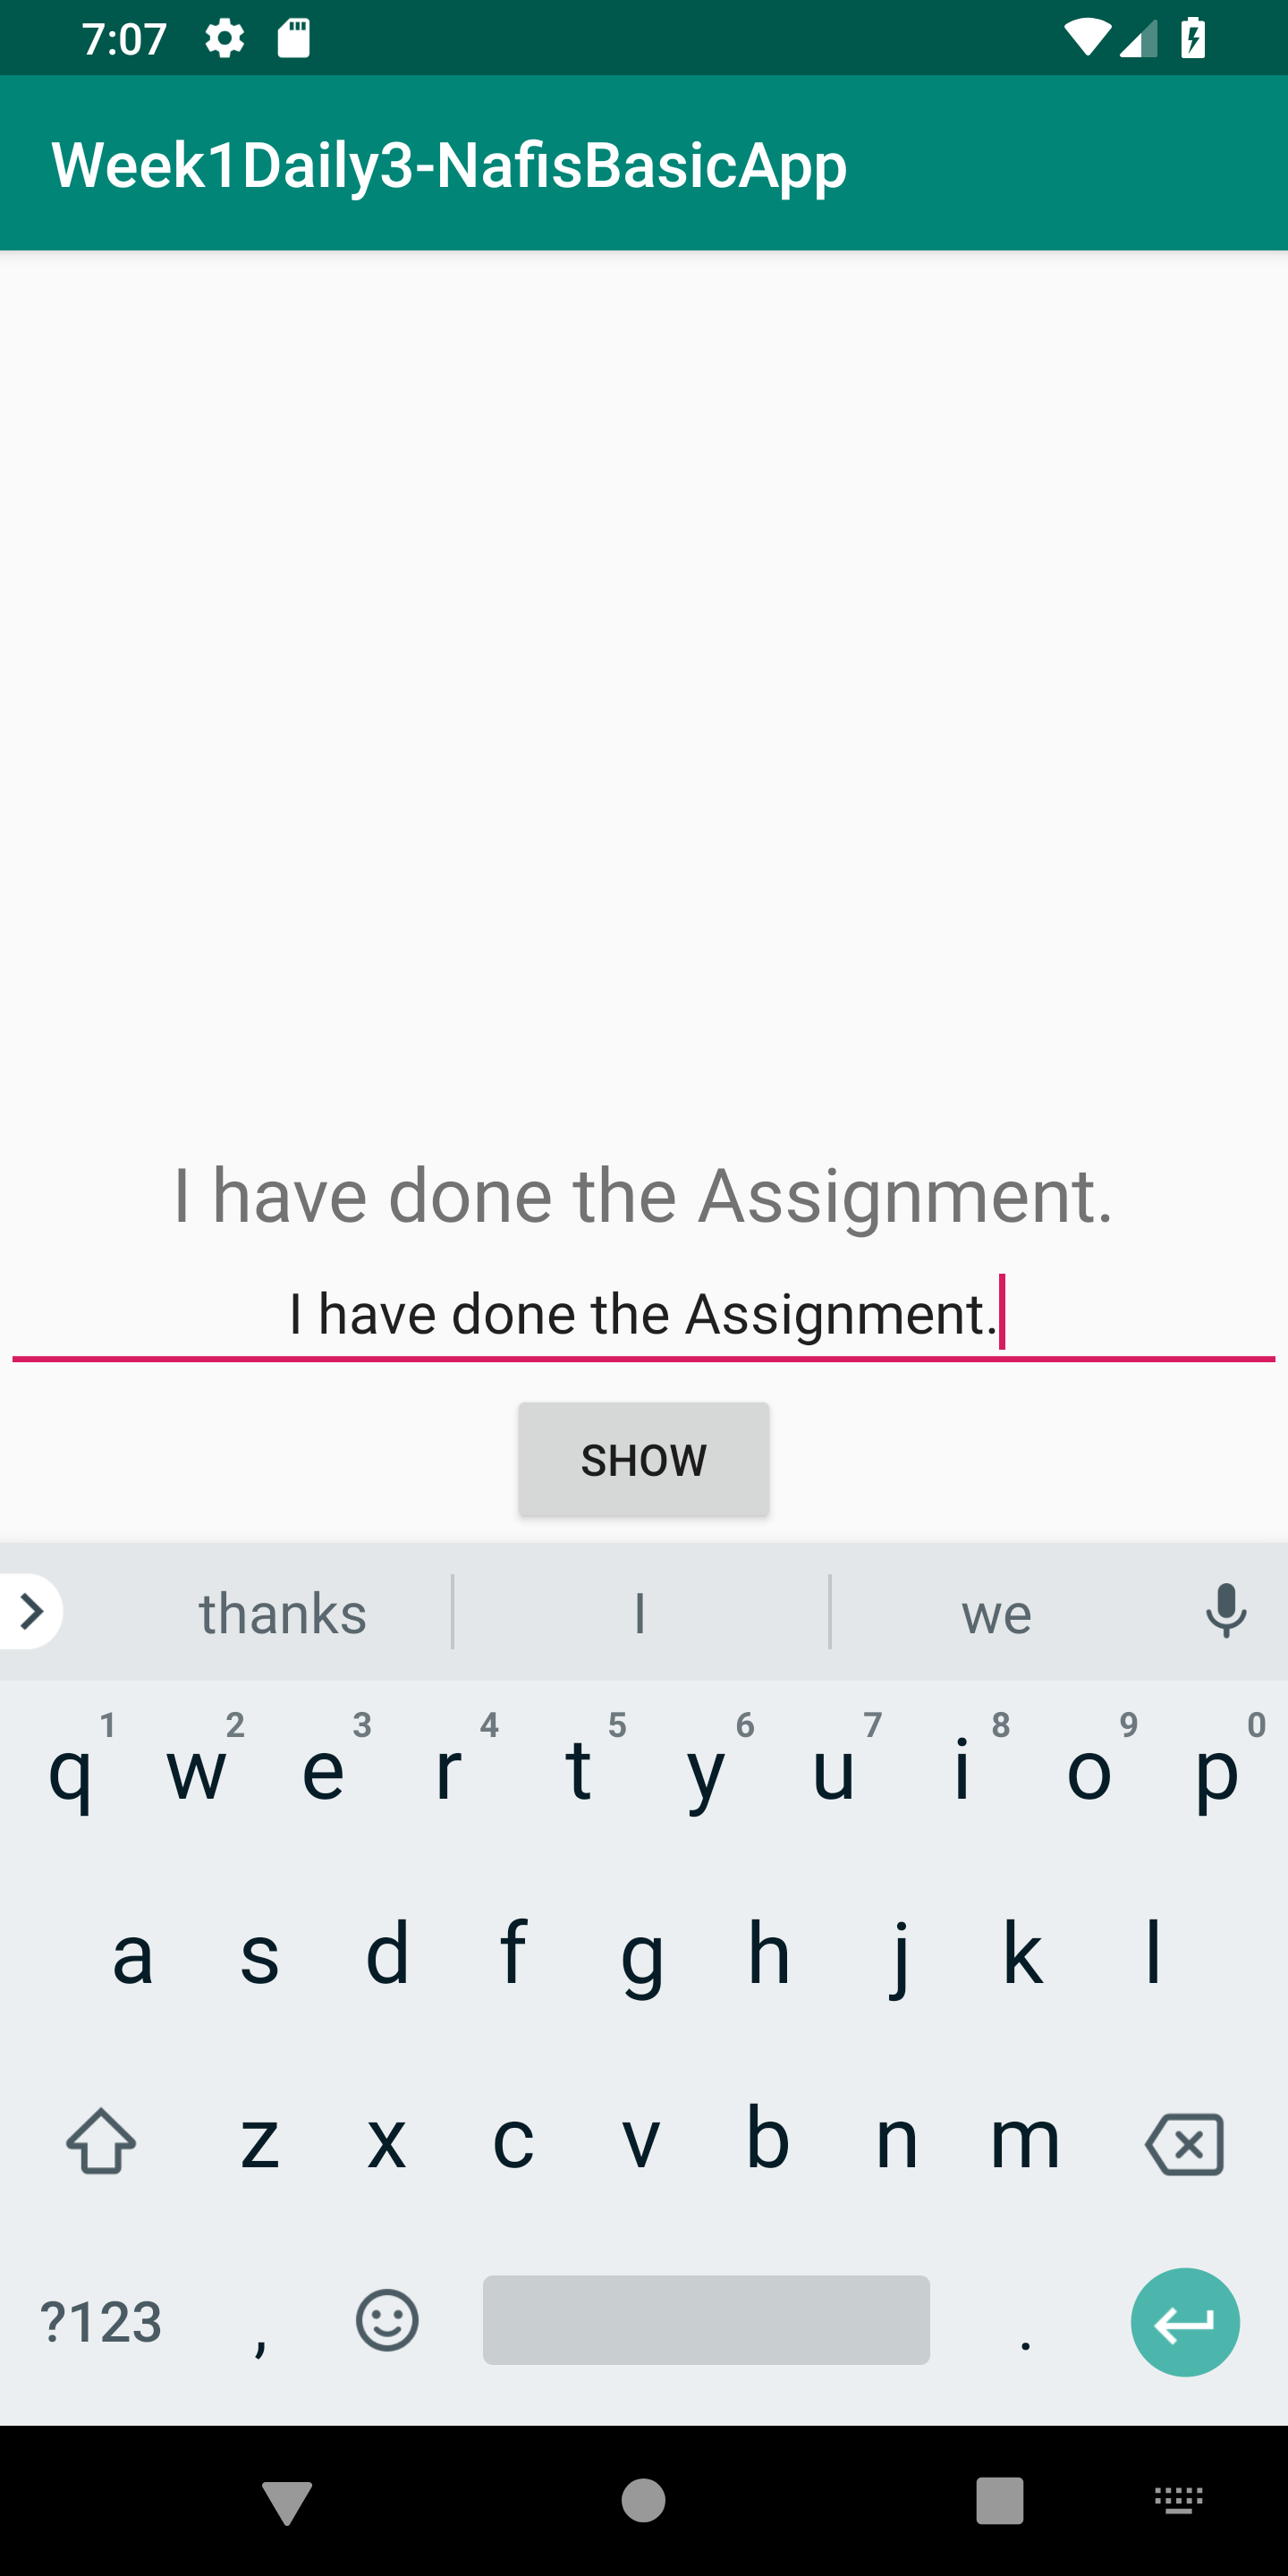 7:07
Week1Daily3-NafisBasicApp
I have done the Assignment.
I have done the Assignment.
SHOW
thanks I we
1 2 3 4 5 6 7 8 9 0
q w e r t y u i o p
a s d f g h j k l
z x c v b n m
?123 , .